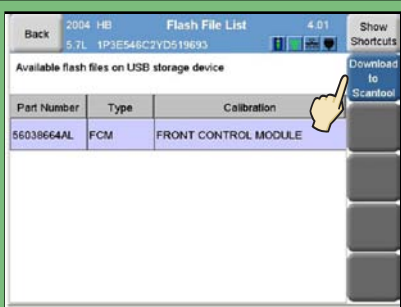 Back
2004 HB Flash File List 4.01
5.7L 1P3E546C2YD519693
Show
Shortcuts
Available flash files on USB storage device
Download
to
Scantool
Part Number Type Calibration
56038664AL FCM FRONT CONTROL MODULE